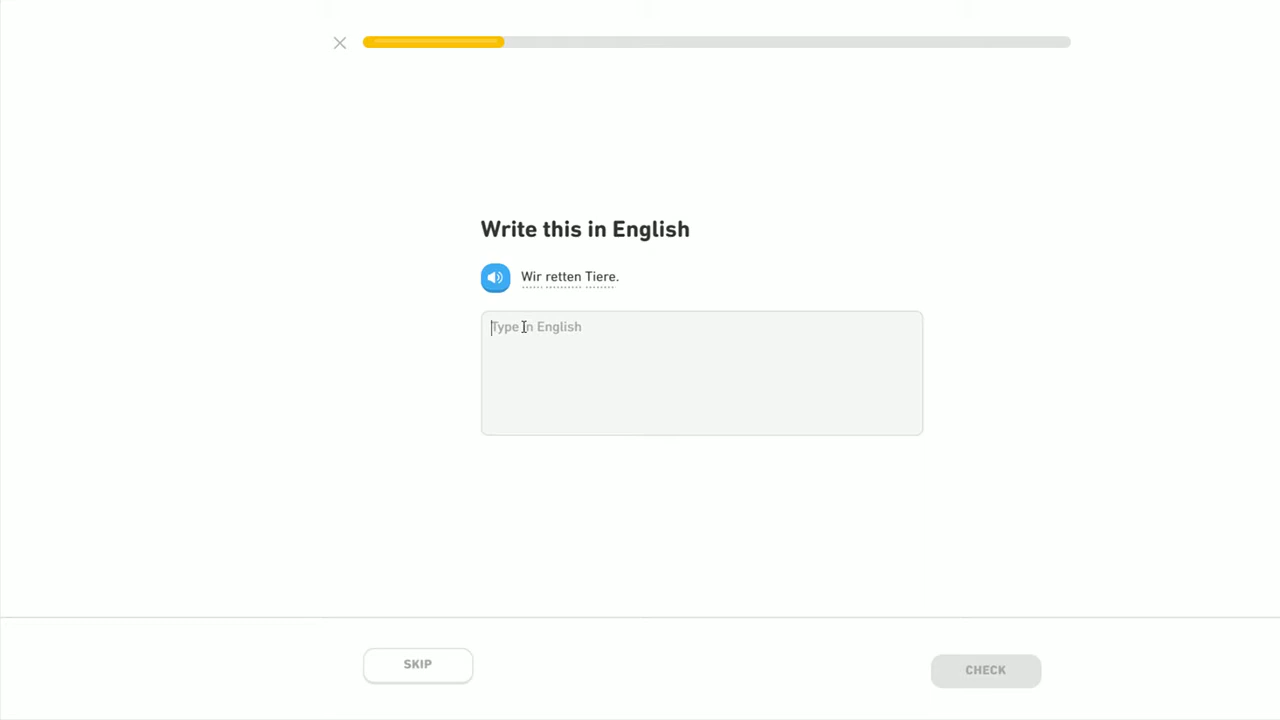 Write this in English
Wir retten Tiere.
Type in English
SKIP
CHECK